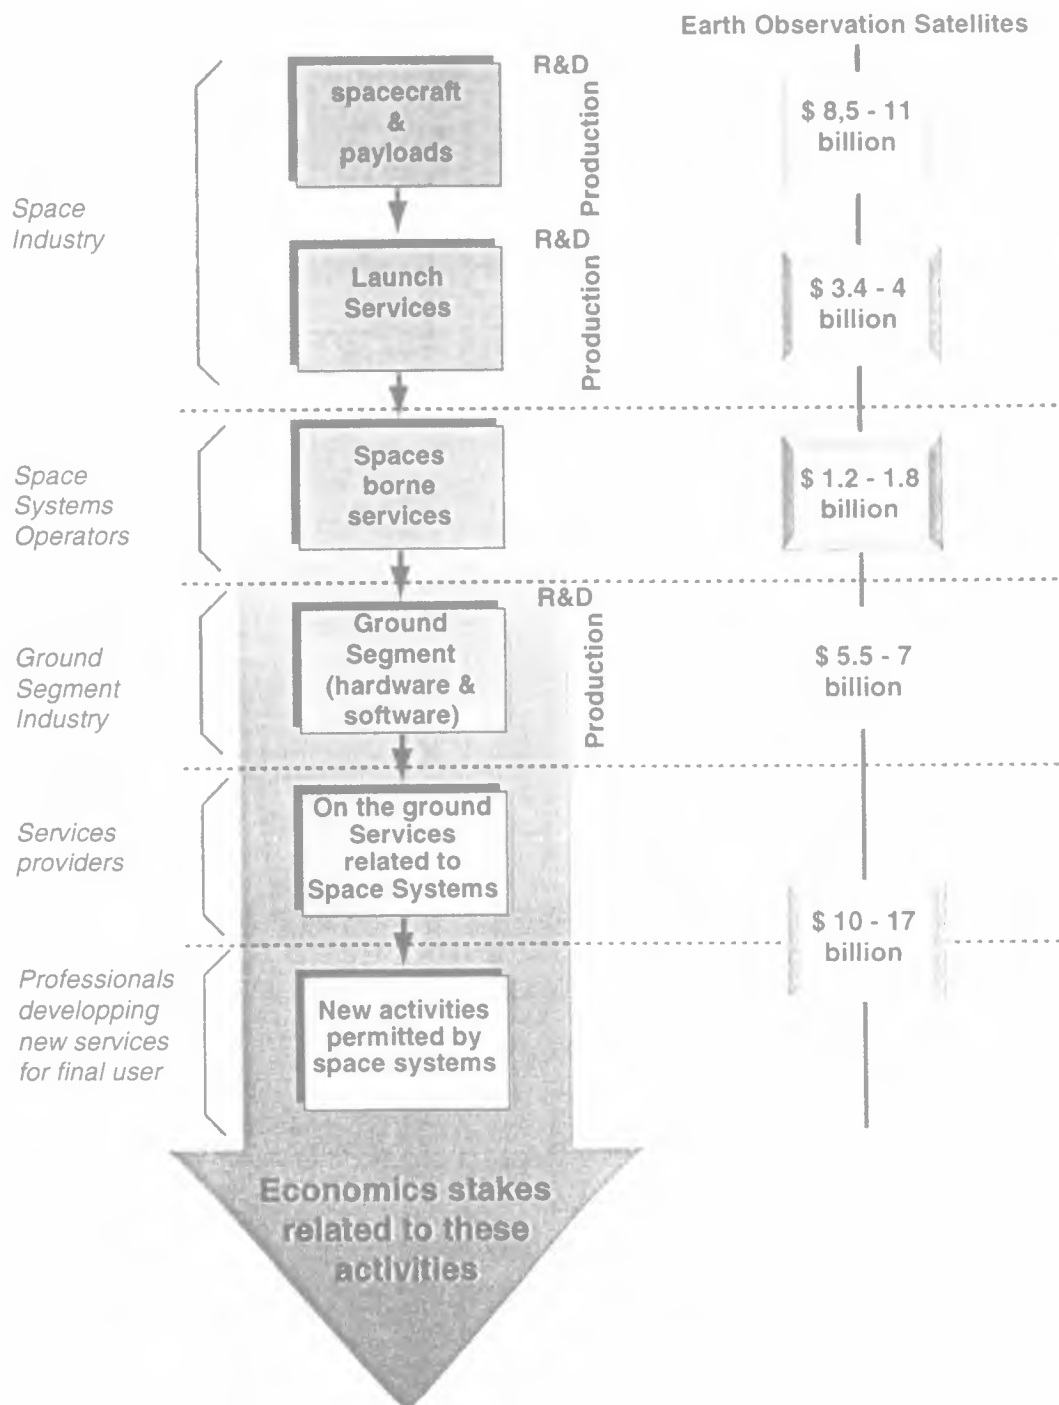 Earth Observation Satellites
Space
Industry
spacecraft
&
payloads
R&D
Production
$ 8,5 - 11
billion
Launch
Services
R&D
Production
$ 3.4 - 4
billion
Space
Systems
Operators
Spaces
borne
services
$ 1.2 - 1.8
billion
Ground
Segment
Industry
Ground
Segment
(hardware &
software)
R&D
Production
$ 5.5 - 7
billion
Services
providers
On the ground
Services
related to
Space Systems
$ 10 - 17
billion
Professionals
developping
new services
for final user
New activities
permitted by
space systems
Economics stakes
related to these
activities